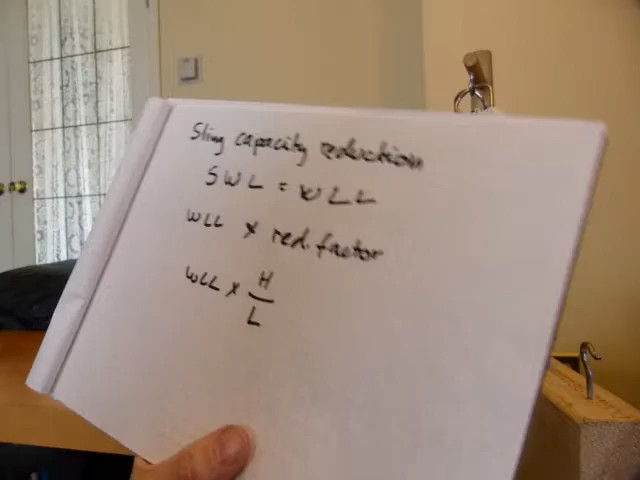 Sling capacity reduction
SWL = WLL
WLL x red. factor
WLL x H
L